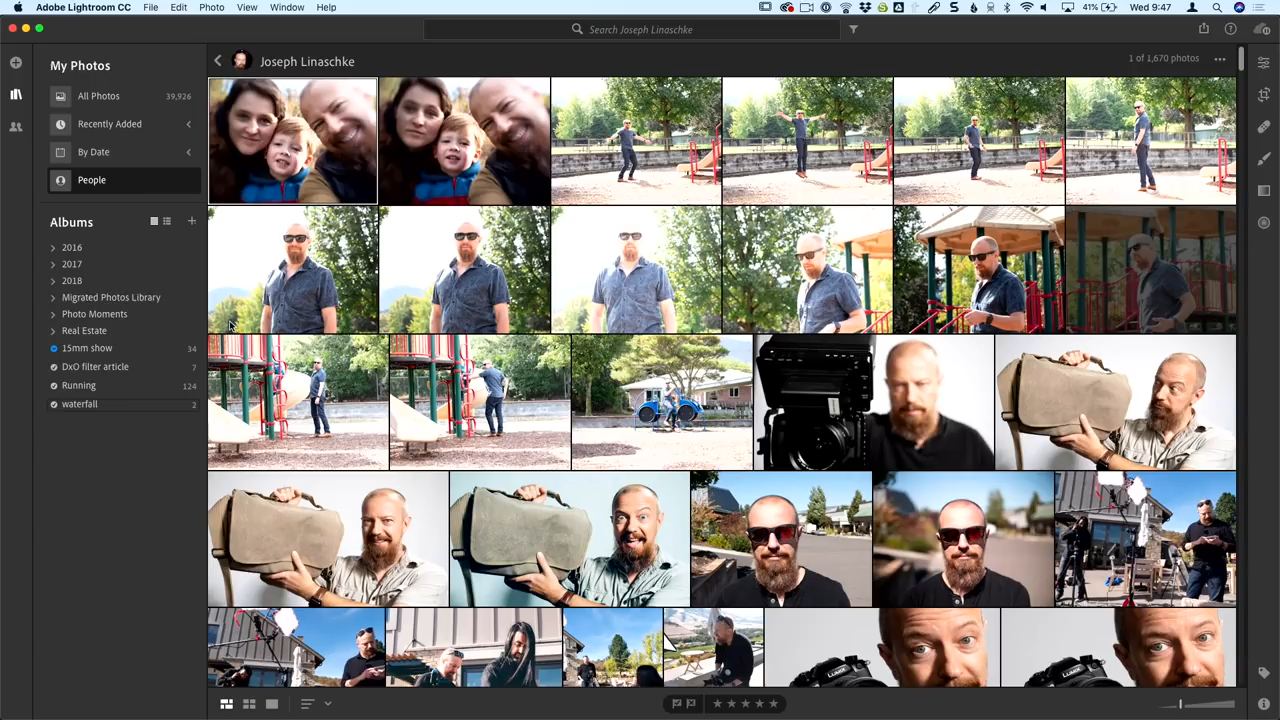 Adobe Lightroom CC File Edit Photo View Window Help 41% Wed 9:47
Search Joseph Linaschke
My Photos
Joseph Linaschke 1 of 1,670 photos
All Photos 39,926
Recently Added
By Date
People
Albums
2016
2017
2018
Migrated Photos Library
Photo Moments
Real Estate
15mm show 34
DxO filter article 7
Running 124
waterfall 2
LUMIX